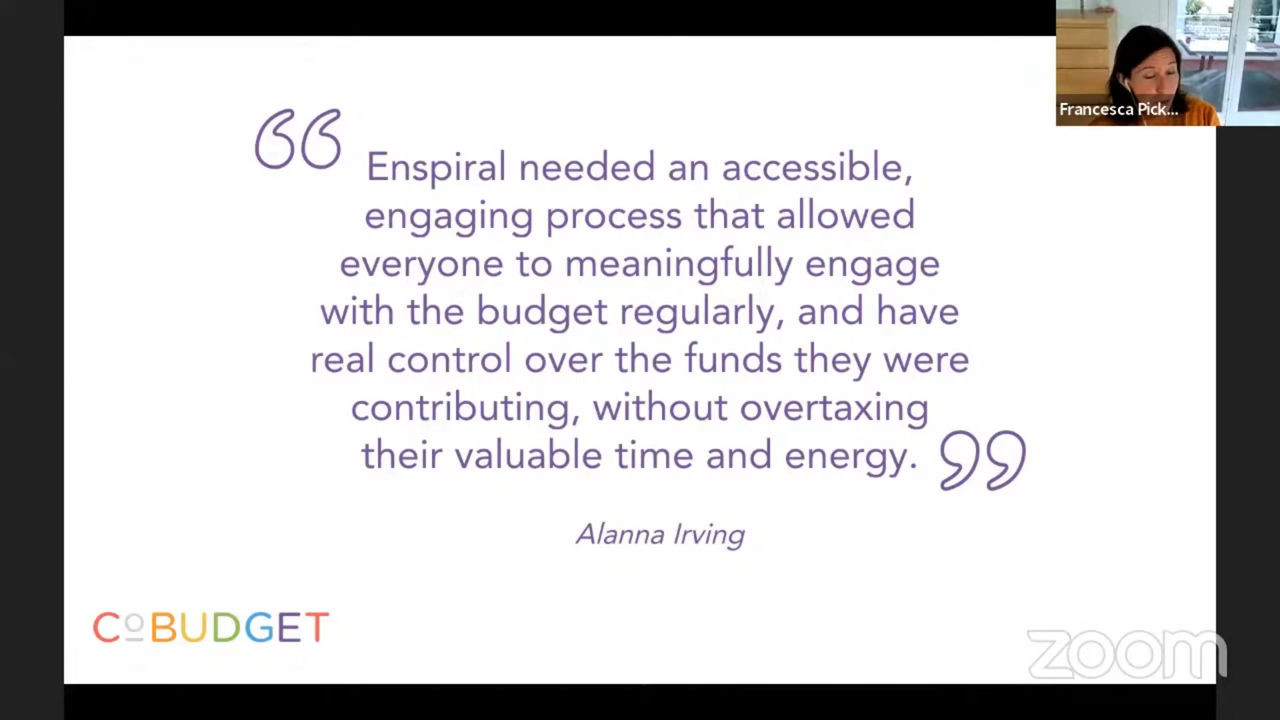 Francesca Pick...
“ Enspiral needed an accessible,
engaging process that allowed
everyone to meaningfully engage
with the budget regularly, and have
real control over the funds they were
contributing, without overtaxing
their valuable time and energy. ”
Alanna Irving
CoBUDGET
zoom